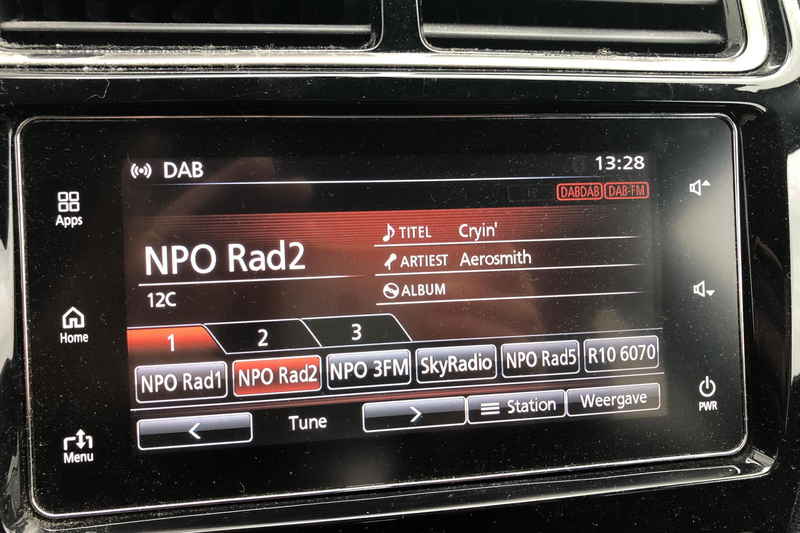 DAB 13:28
DABDAB DAB-FM
Apps
NPO Rad2
12C
TITEL Cryin'
ARTIEST Aerosmith
ALBUM
Home
1 2 3
NPO Rad1 NPO Rad2 NPO 3FM SkyRadio NPO Rad5 R10 6070
< Tune > Station Weergave
Menu
PWR